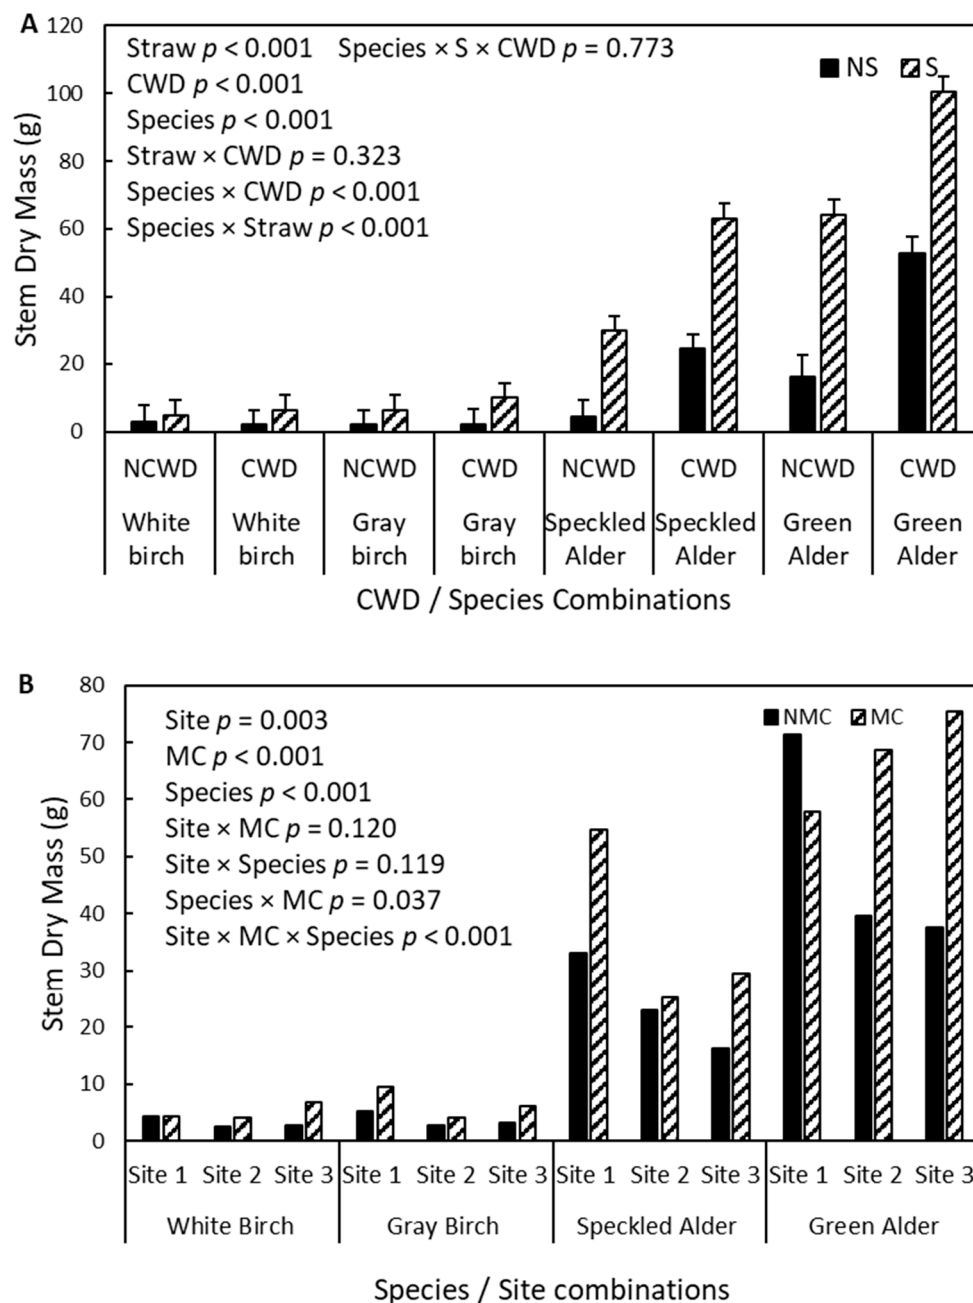 A
120
100
80
60
40
20
0
Stem Dry Mass (g)
Straw p < 0.001 Species × S × CWD p = 0.773
CWD p < 0.001
Species p < 0.001
Straw × CWD p = 0.323
Species × CWD p < 0.001
Species × Straw p < 0.001
NS S
NCWD CWD NCWD CWD NCWD CWD NCWD CWD
White White Gray Gray Speckled Speckled Green Green
birch birch birch birch Alder Alder Alder Alder
CWD / Species Combinations
B
80
70
60
50
40
30
20
10
0
Stem Dry Mass (g)
Site p = 0.003
MC p < 0.001
Species p < 0.001
Site × MC p = 0.120
Site × Species p = 0.119
Species × MC p = 0.037
Site × MC × Species p < 0.001
NMC MC
Site 1 Site 2 Site 3 Site 1 Site 2 Site 3 Site 1 Site 2 Site 3 Site 1 Site 2 Site 3
White Birch Gray Birch Speckled Alder Green Alder
Species / Site combinations